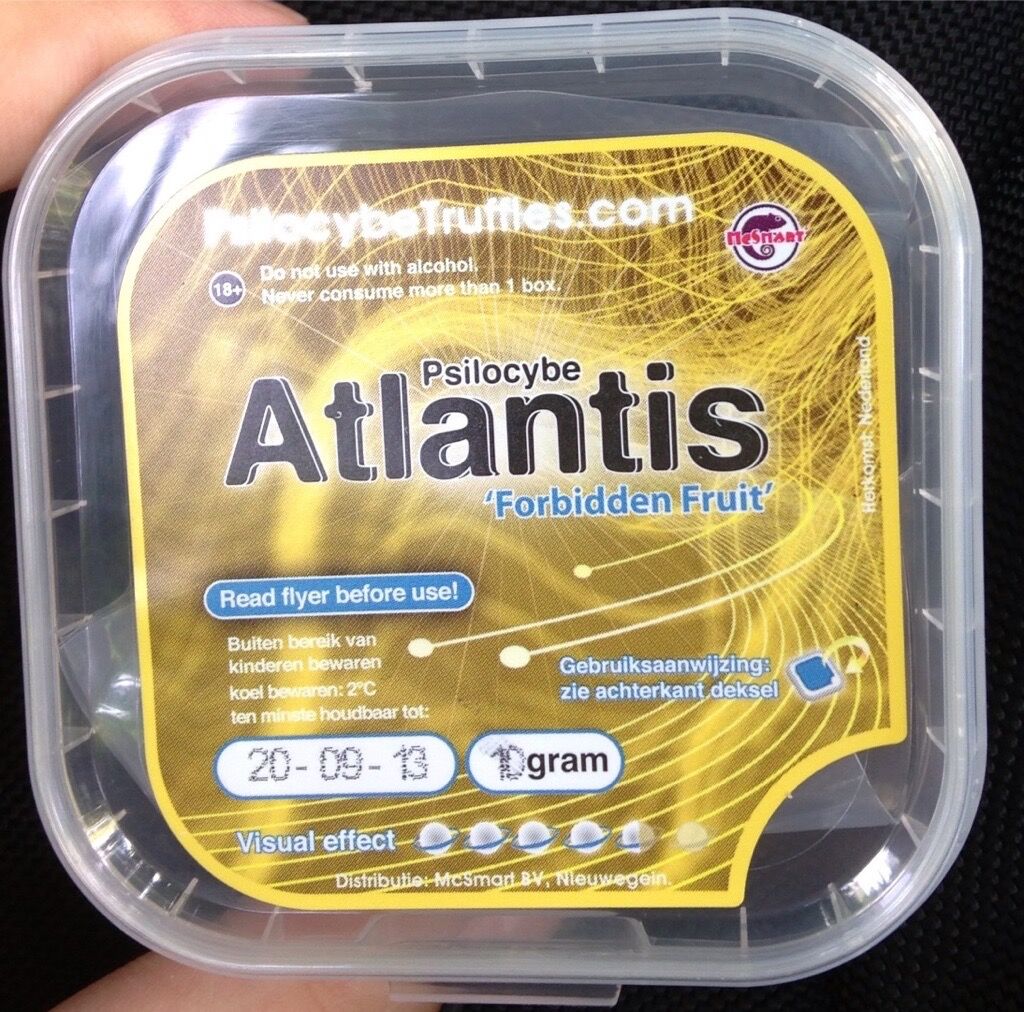 PsilocybeTruffles.com
McSmart
18+
Do not use with alcohol.
Never consume more than 1 box.
Psilocybe
Atlantis
'Forbidden Fruit'
Herkomst: Nederland
Read flyer before use!
Buiten bereik van
kinderen bewaren
koel bewaren: 2°C
ten minste houdbaar tot:
Gebruiksaanwijzing:
zie achterkant deksel
20-09-13
10gram
Visual effect
Distributie: McSmart BV, Nieuwegein.